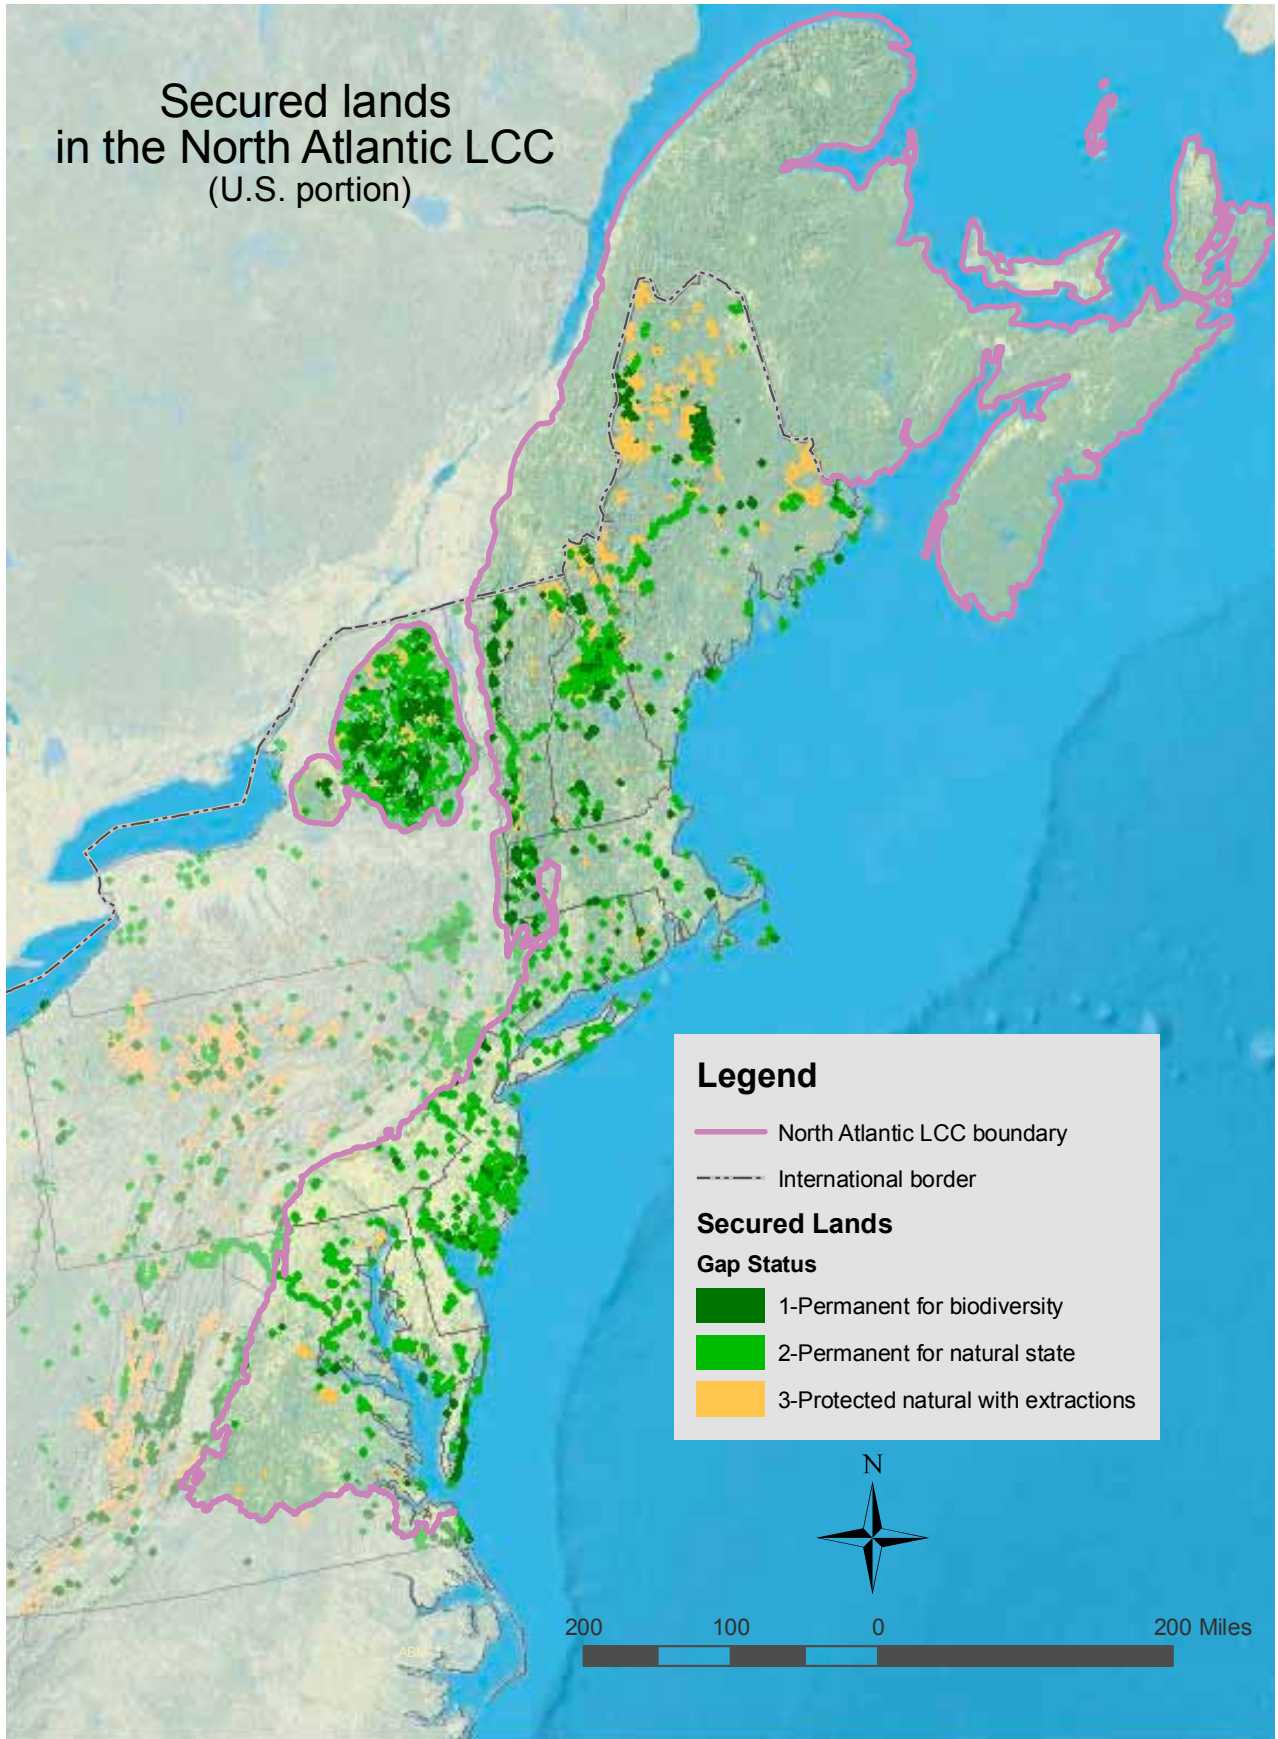 Secured lands
in the North Atlantic LCC
(U.S. portion)
Legend
North Atlantic LCC boundary
International border
Secured Lands
Gap Status
1-Permanent for biodiversity
2-Permanent for natural state
3-Protected natural with extractions
N
200 100 0 200 Miles